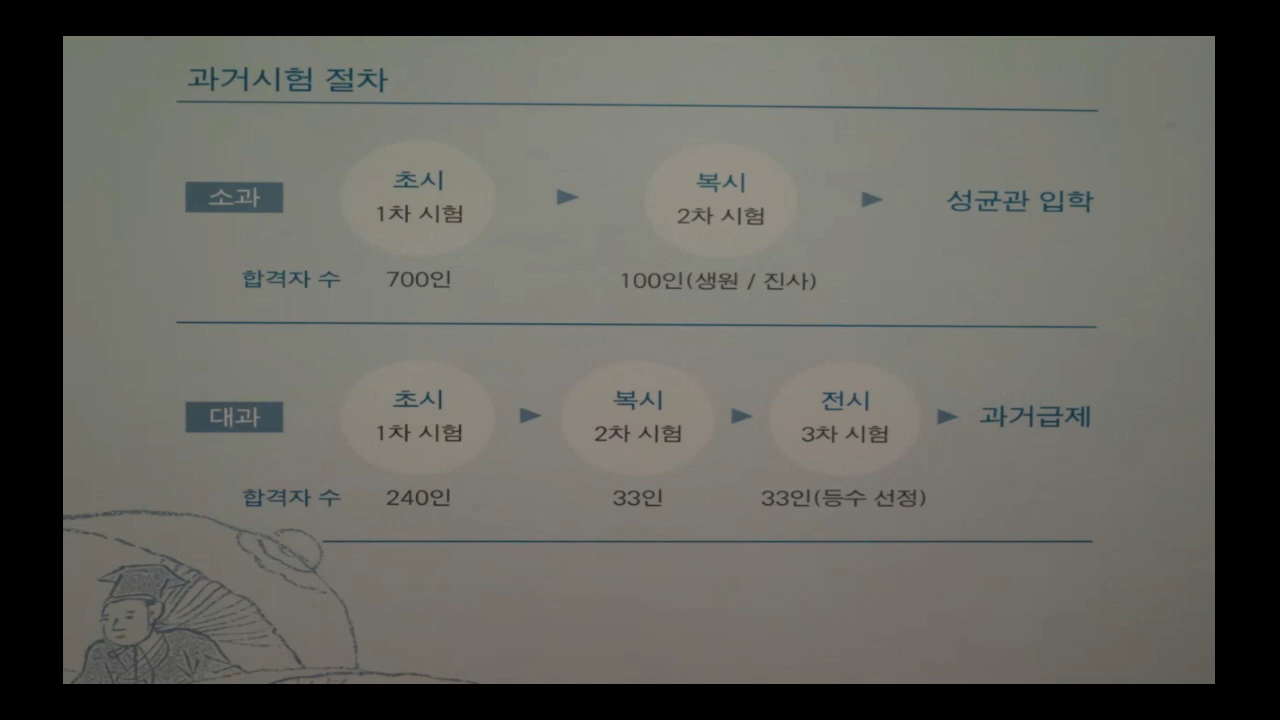 과거시험 절차
소과
초시
1차 시험
복시
2차 시험
성균관 입학
합격자 수 700인 100인(생원 / 진사)
대과
초시
1차 시험
복시
2차 시험
전시
3차 시험
과거급제
합격자 수 240인 33인 33인(등수 선정)